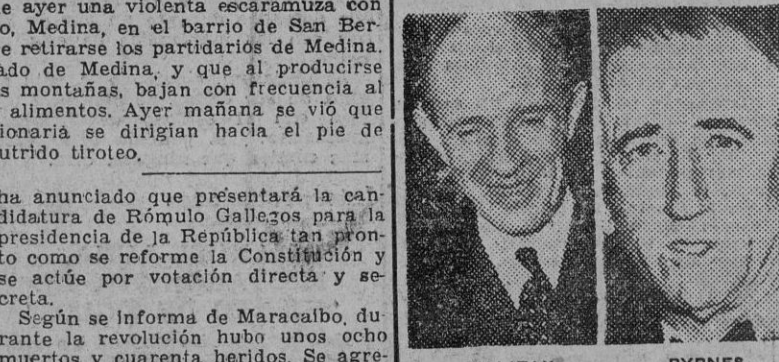 e ayer una violenta escaramuza con
o, Medina, en el barrio de San Ber-
e retirarse los partidarios de Medina.
ado de Medina, y que al producirse
s montañas, bajan con frecuencia al
alimentos. Ayer mañana se vió que
ionaria se dirigian hacia el pie de
utrido tiroteo.
ha anunciado que presentará la can-
didatura de Rómulo Gallegos para la
presidencia de la República tan pron-
to como se reforme la Constitución y
se actúe por votación directa y se-
creta.
Según se informa de Maracaibo, du-
rante la revolución hubo unos ocho
muertos y cuarenta heridos. Se agre-
BYRNES